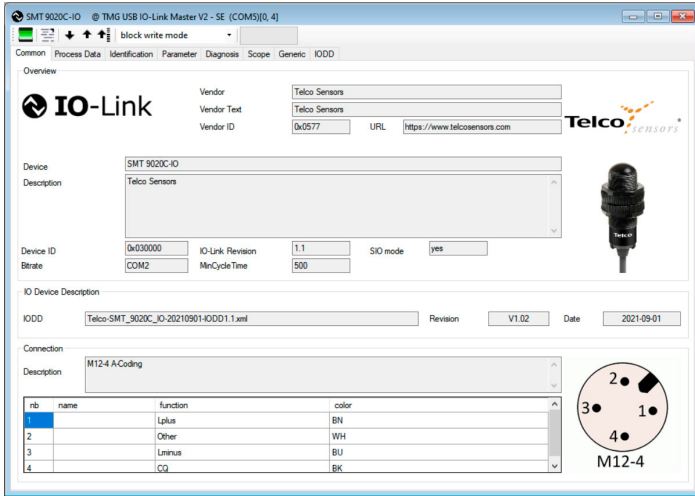 SMT 9020C-IO @ TMG USB IO-Link Master V2 - SE (COM5)[0, 4]
block write mode
Common Process Data Identification Parameter Diagnosis Scope Generic IODD
Overview
IO-Link
Vendor Telco Sensors
Vendor Text Telco Sensors
Vendor ID 0x0577 URL https://www.telcosensors.com
Telco sensors
Device SMT 9020C-IO
Description Telco Sensors
Telco
Device ID 0x030000 IO-Link Revision 1.1 SIO mode yes
Bitrate COM2 MinCycleTime 500
IO Device Description
IODD Telco-SMT_9020C_IO-20210901-IODD1.1.xml Revision V1.02 Date 2021-09-01
Connection
Description M12-4 A-Coding
nb name function color
1 Lplus BN
2 Other WH
3 Lminus BU
4 CQ BK
2
3 1
4
M12-4